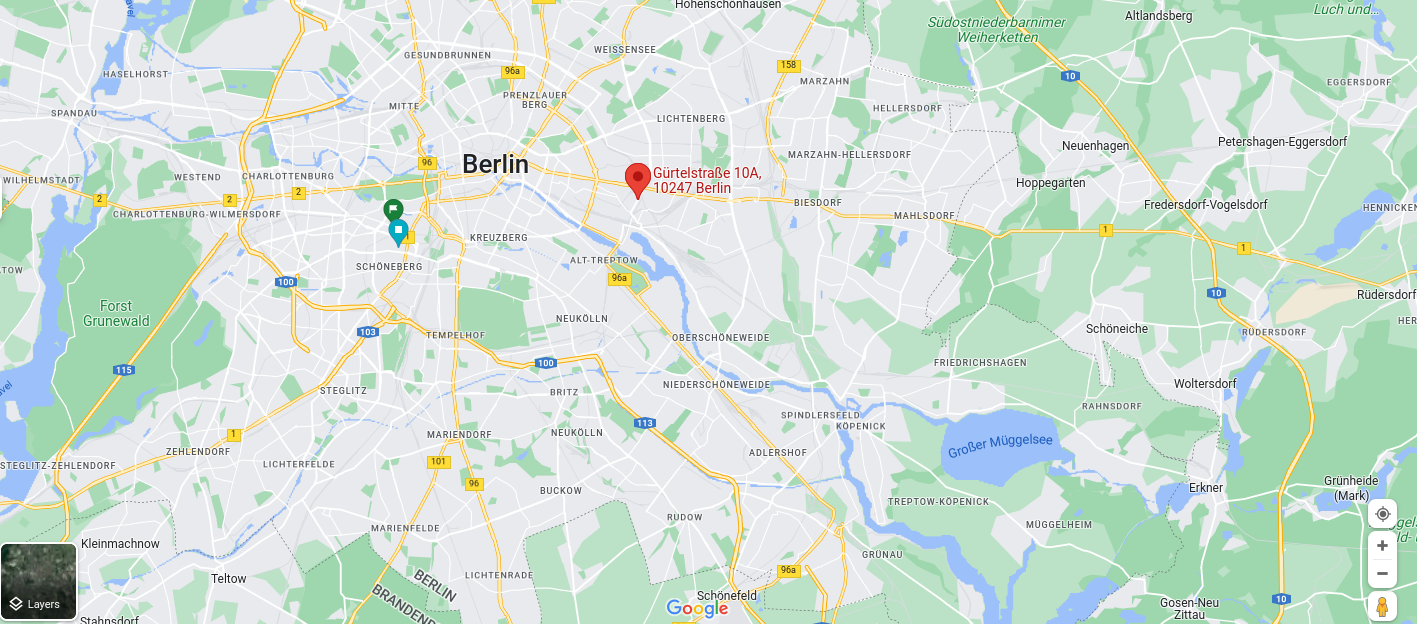 Hohenschönhausen
Altlandsberg
Luch und...
Südostniederbarnimer
Weiherketten
GESUNDBRUNNEN
WEISSENSEE
96a
158
10
HASELHORST
MARZAHN
EGGERSDORF
PRENZLAUER
BERG
MITTE
HELLERSDORF
SPANDAU
LICHTENBERG
Neuenhagen
Petershagen-Eggersdorf
96
Berlin
MARZAHN-HELLERSDORF
WILHELMSTADT
WESTEND
CHARLOTTENBURG
Gürtelstraße 10A,
10247 Berlin
Hoppegarten
2
2
2
BIESDORF
Fredersdorf-Vogelsdorf
HENNICKEN
CHARLOTTENBURG-WILMERSDORF
MAHLSDORF
1
1
KREUZBERG
1
TOW
SCHÖNEBERG
ALT-TREPTOW
96a
100
10
Rüdersdorf
Forst
Grunewald
NEUKÖLLN
HER
103
TEMPELHOF
OBERSCHÖNEWEIDE
Schöneiche
RÜDERSDORF
115
100
FRIEDRICHSHAGEN
avel
STEGLITZ
BRITZ
NIEDERSCHÖNEWEIDE
Woltersdorf
RAHNSDORF
113
SPINDLERSFELD
KÖPENICK
1
MARIENDORF
NEUKÖLLN
Großer Müggelsee
ZEHLENDORF
ADLERSHOF
STEGLITZ-ZEHLENDORF
LICHTERFELDE
101
96
BUCKOW
Erkner
Grünheide
(Mark)
TREPTOW-KÖPENICK
RUDOW
MARIENFELDE
MÜGGELHEIM
Kleinmachnow
GRÜNAU
Teltow
LICHTENRADE
BERLIN
BRANDEN
96a
Schönefeld
10
Layers
Google
Gosen-Neu
Zittau
Stahnsdorf